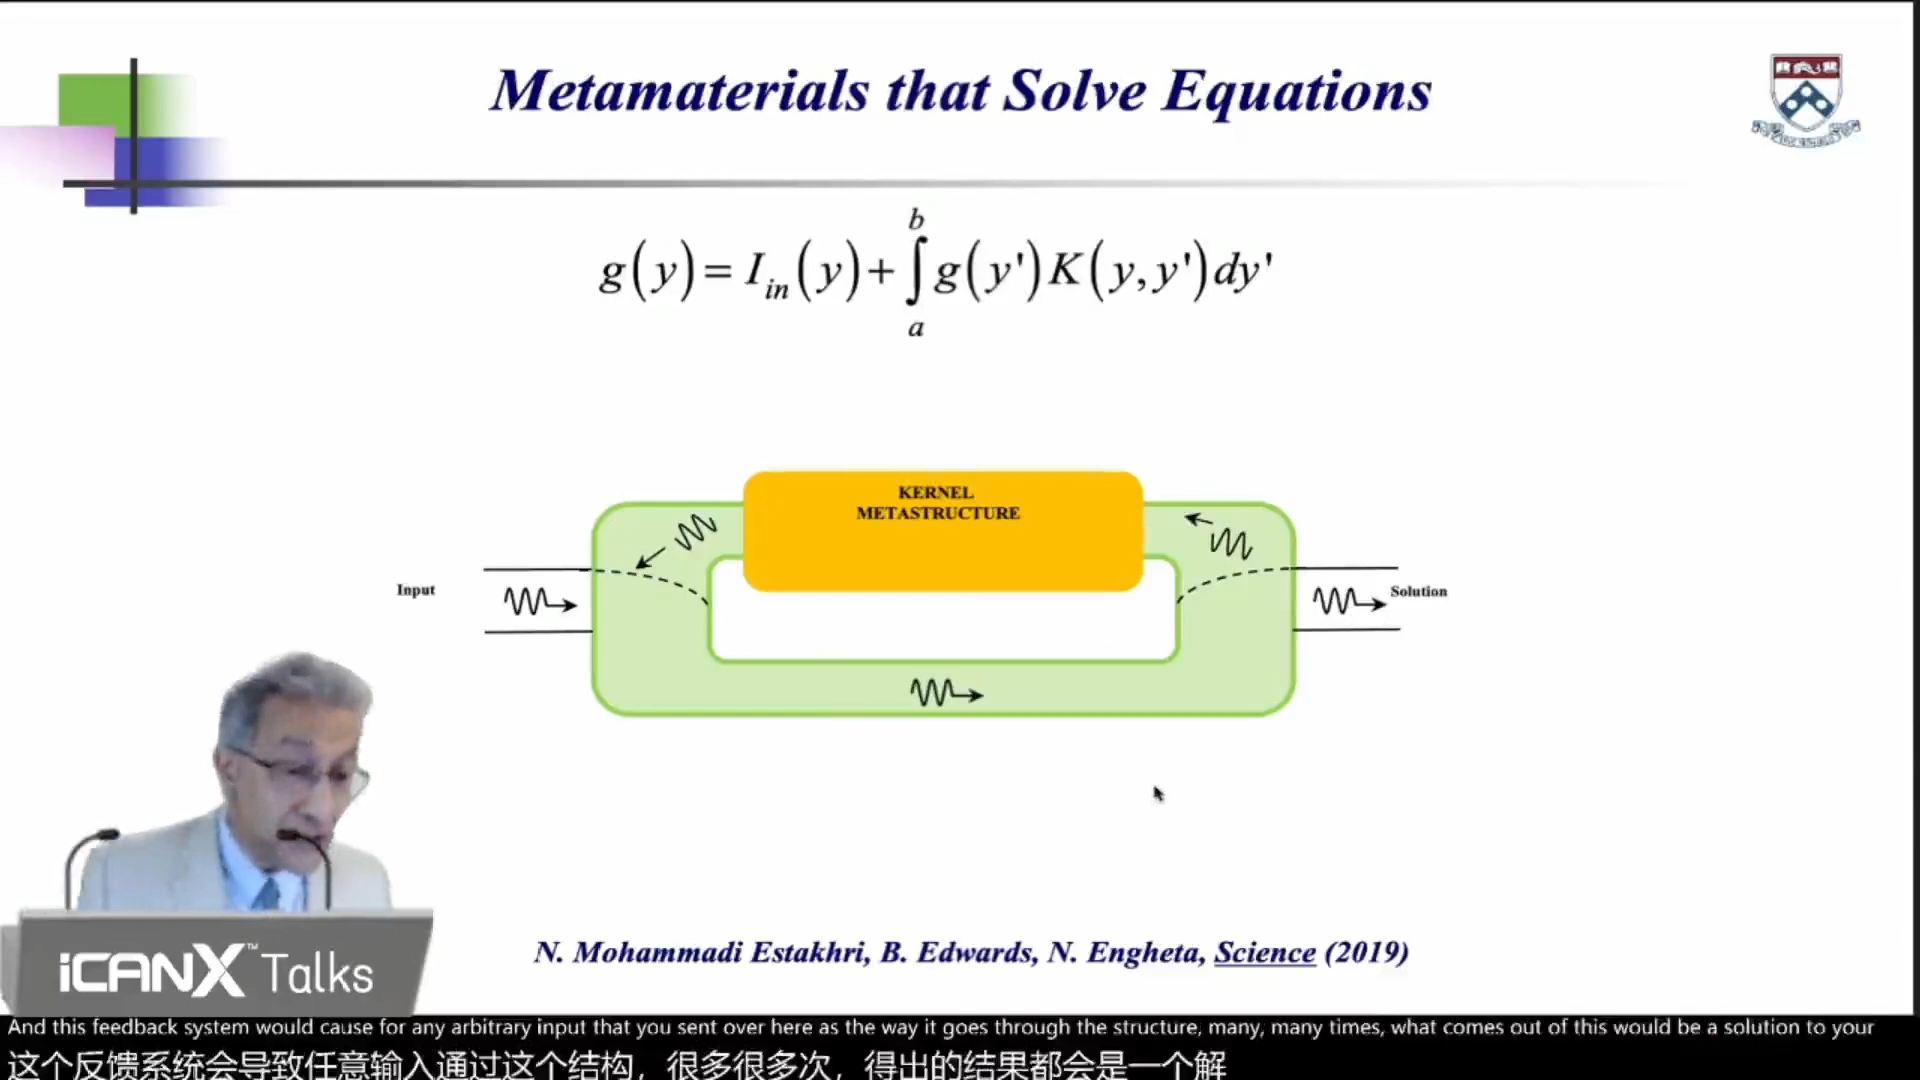 Metamaterials that Solve Equations
b
g(y) = I_in(y) + ∫ g(y')K(y,y')dy'
a
KERNEL
METASTRUCTURE
Input
Solution
N. Mohammadi Estakhri, B. Edwards, N. Engheta, Science (2019)
iCANX™ Talks
And this feedback system would cause for any arbitrary input that you sent over here as the way it goes through the structure, many, many times, what comes out of this would be a solution to your
这个反馈系统会导致任意输入通过这个结构，很多很多次，得出的结果都会是一个解